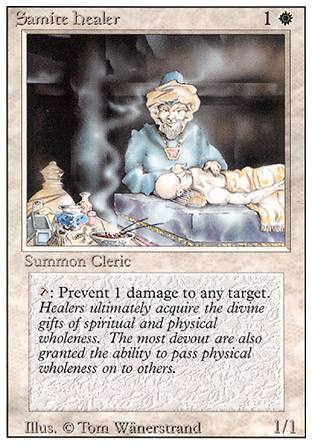 Samite Healer 1
Summon Cleric
: Prevent 1 damage to any target.
Healers ultimately acquire the divine
gifts of spiritual and physical
wholeness. The most devout are also
granted the ability to pass physical
wholeness on to others.
Illus. © Tom Wänerstrand 1/1